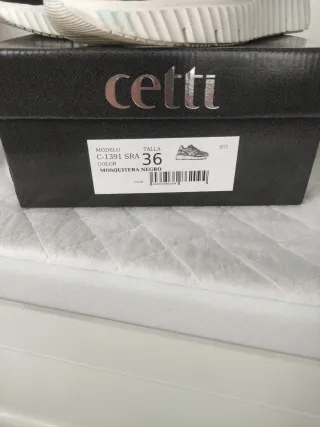 cetti
MODELO TALLA
C-1391 SRA 36
COLOR
MOSQUITERA NEGRO